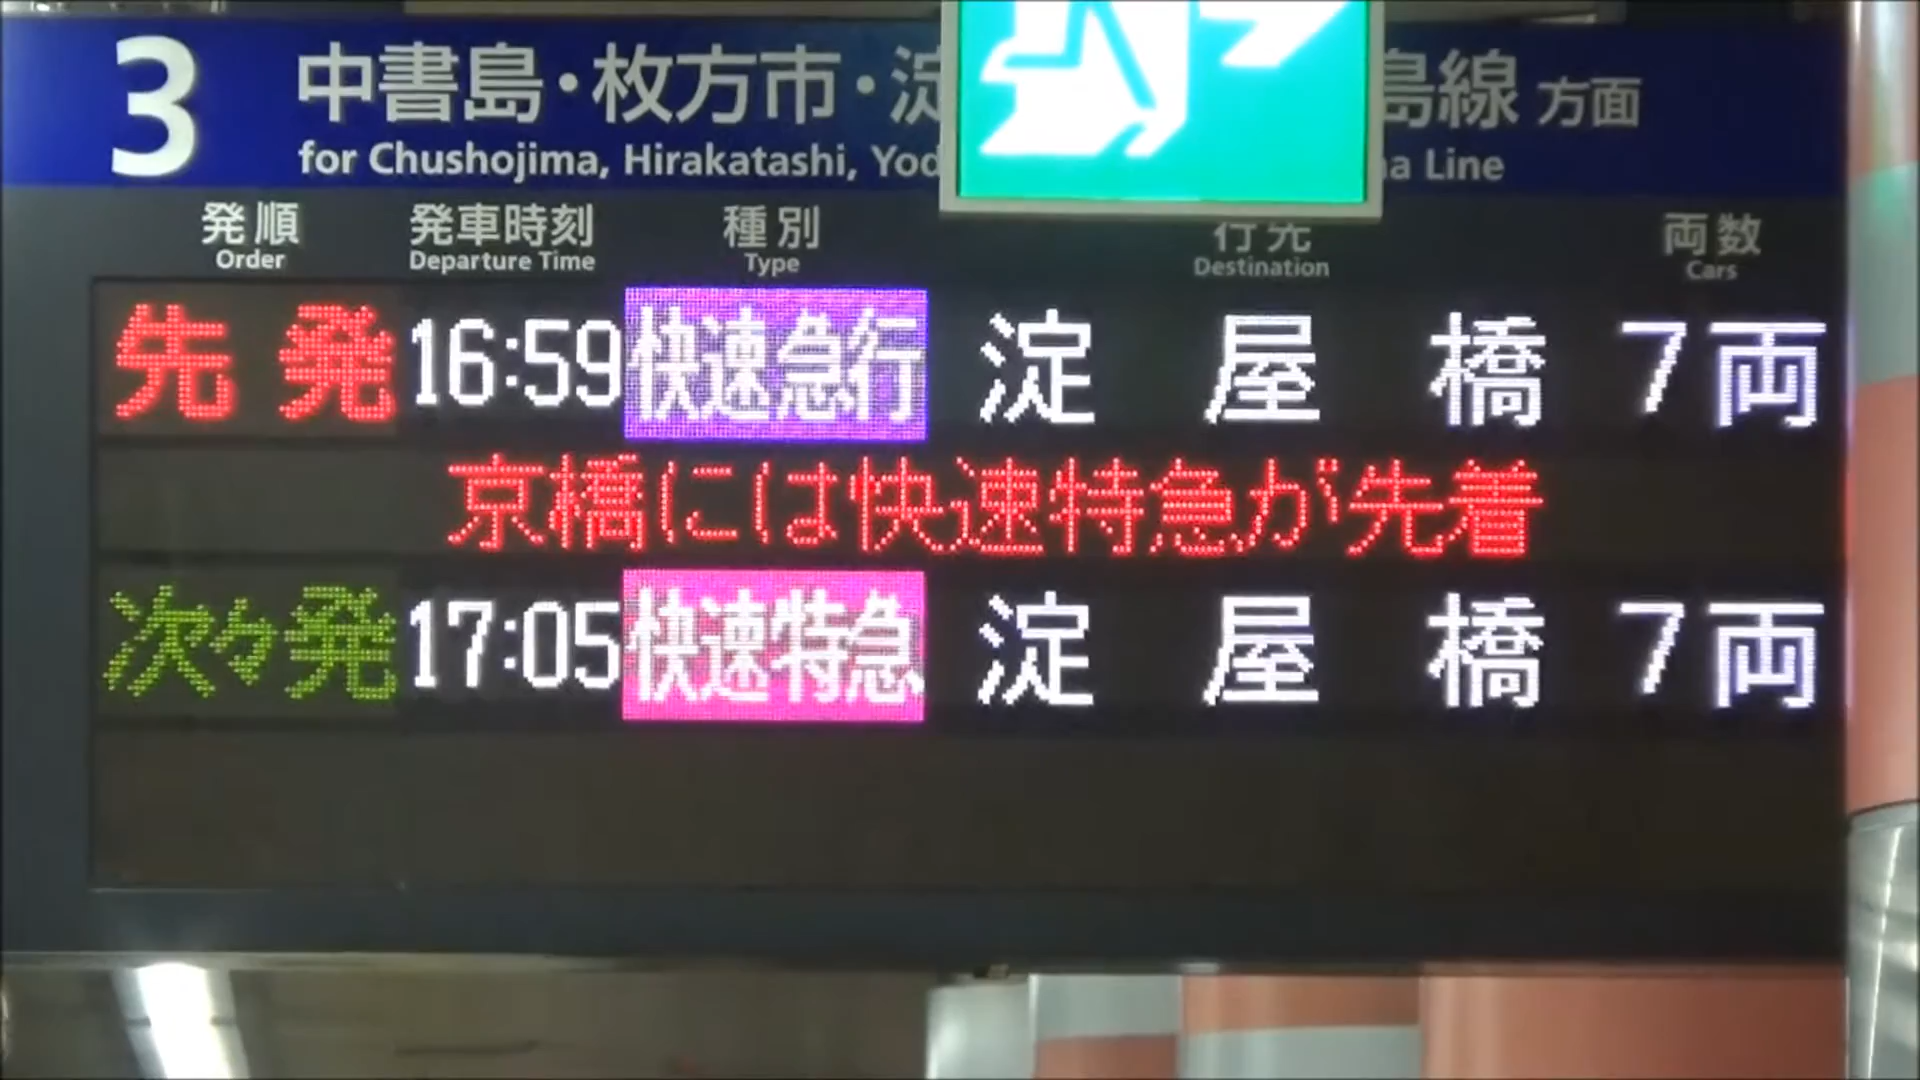 3 中書島・枚方市・淀 島線 方面
for Chushojima, Hirakatashi, Line
発順 発車時刻 種別 行先 両数
Order Departure Time Type Destination Cars
先発 16:59 快速急行 淀屋橋 7両
京橋には快速特急が先着
次々発 17:05 快速特急 淀屋橋 7両